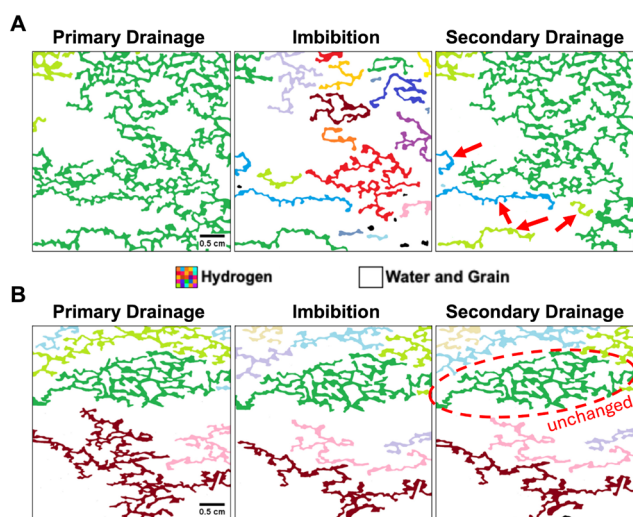 A
Primary Drainage Imbibition Secondary Drainage
0.5 cm
Hydrogen Water and Grain
B
Primary Drainage Imbibition Secondary Drainage
unchanged
0.5 cm